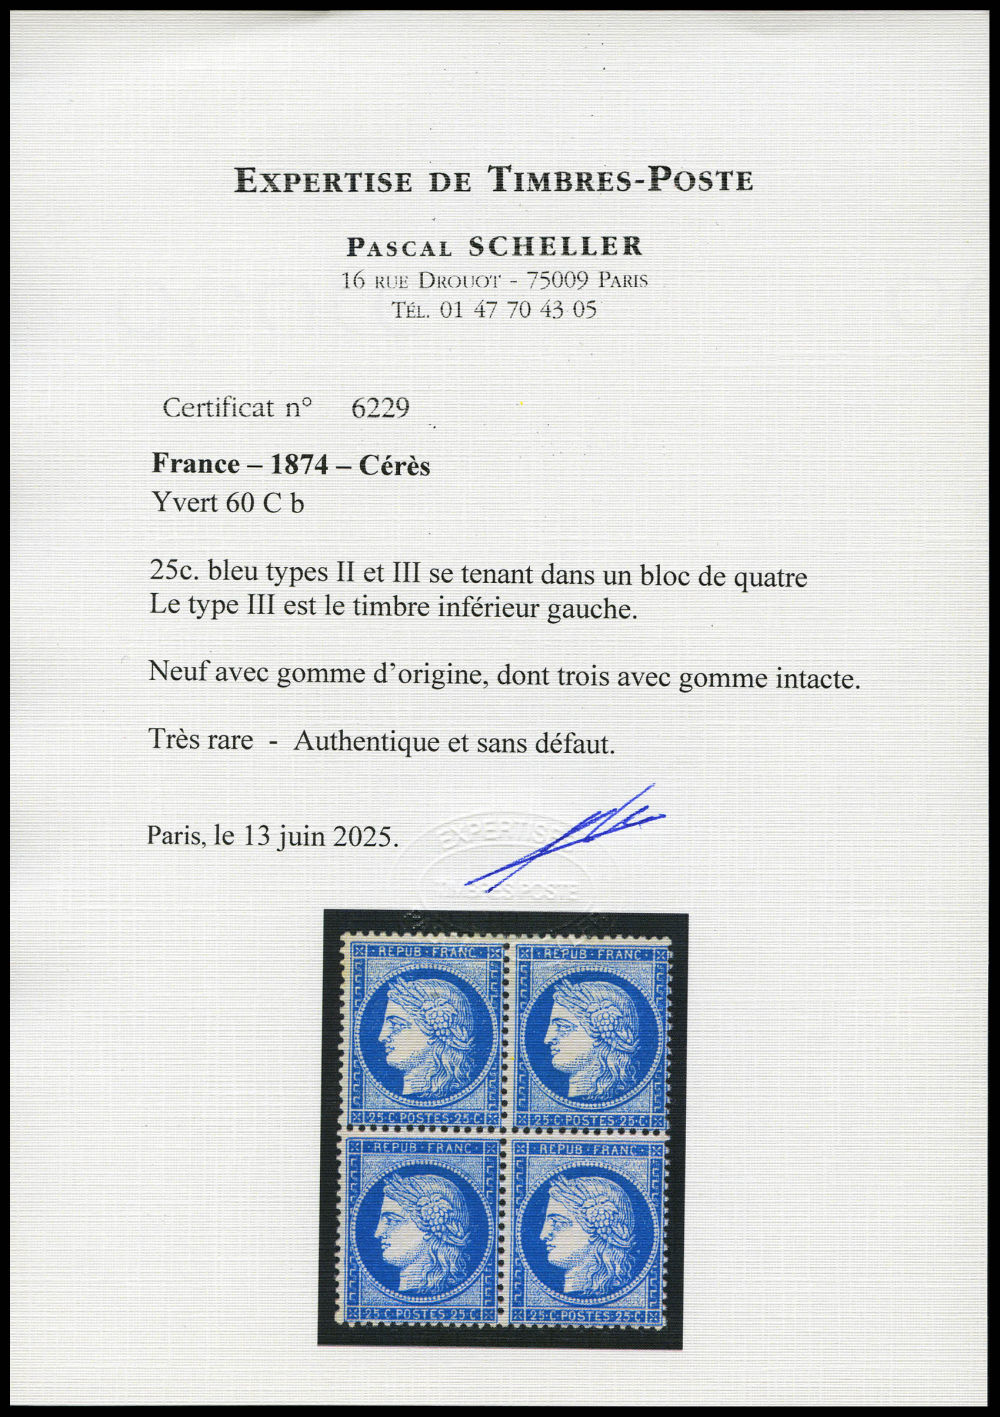 EXPERTISE DE TIMBRES-POSTE
PASCAL SCHELLER
16 RUE DROUOT - 75009 PARIS
TÉL. 01 47 70 43 05
Certificat n° 6229
France – 1874 – Cérès
Yvert 60 C b
25c. bleu types II et III se tenant dans un bloc de quatre
Le type III est le timbre inférieur gauche.
Neuf avec gomme d’origine, dont trois avec gomme intacte.
Très rare - Authentique et sans défaut.
Paris, le 13 juin 2025.
EXPERTISE
TIMBRES POSTE
REPUB · FRANC · REPUB · FRANC ·
25·C·POSTES·25·C 25·C·POSTES·25·C
· REPUB · FRANC · · REPUB · FRANC ·
25·C·POSTES·25·C 25·C·POSTES·25·C